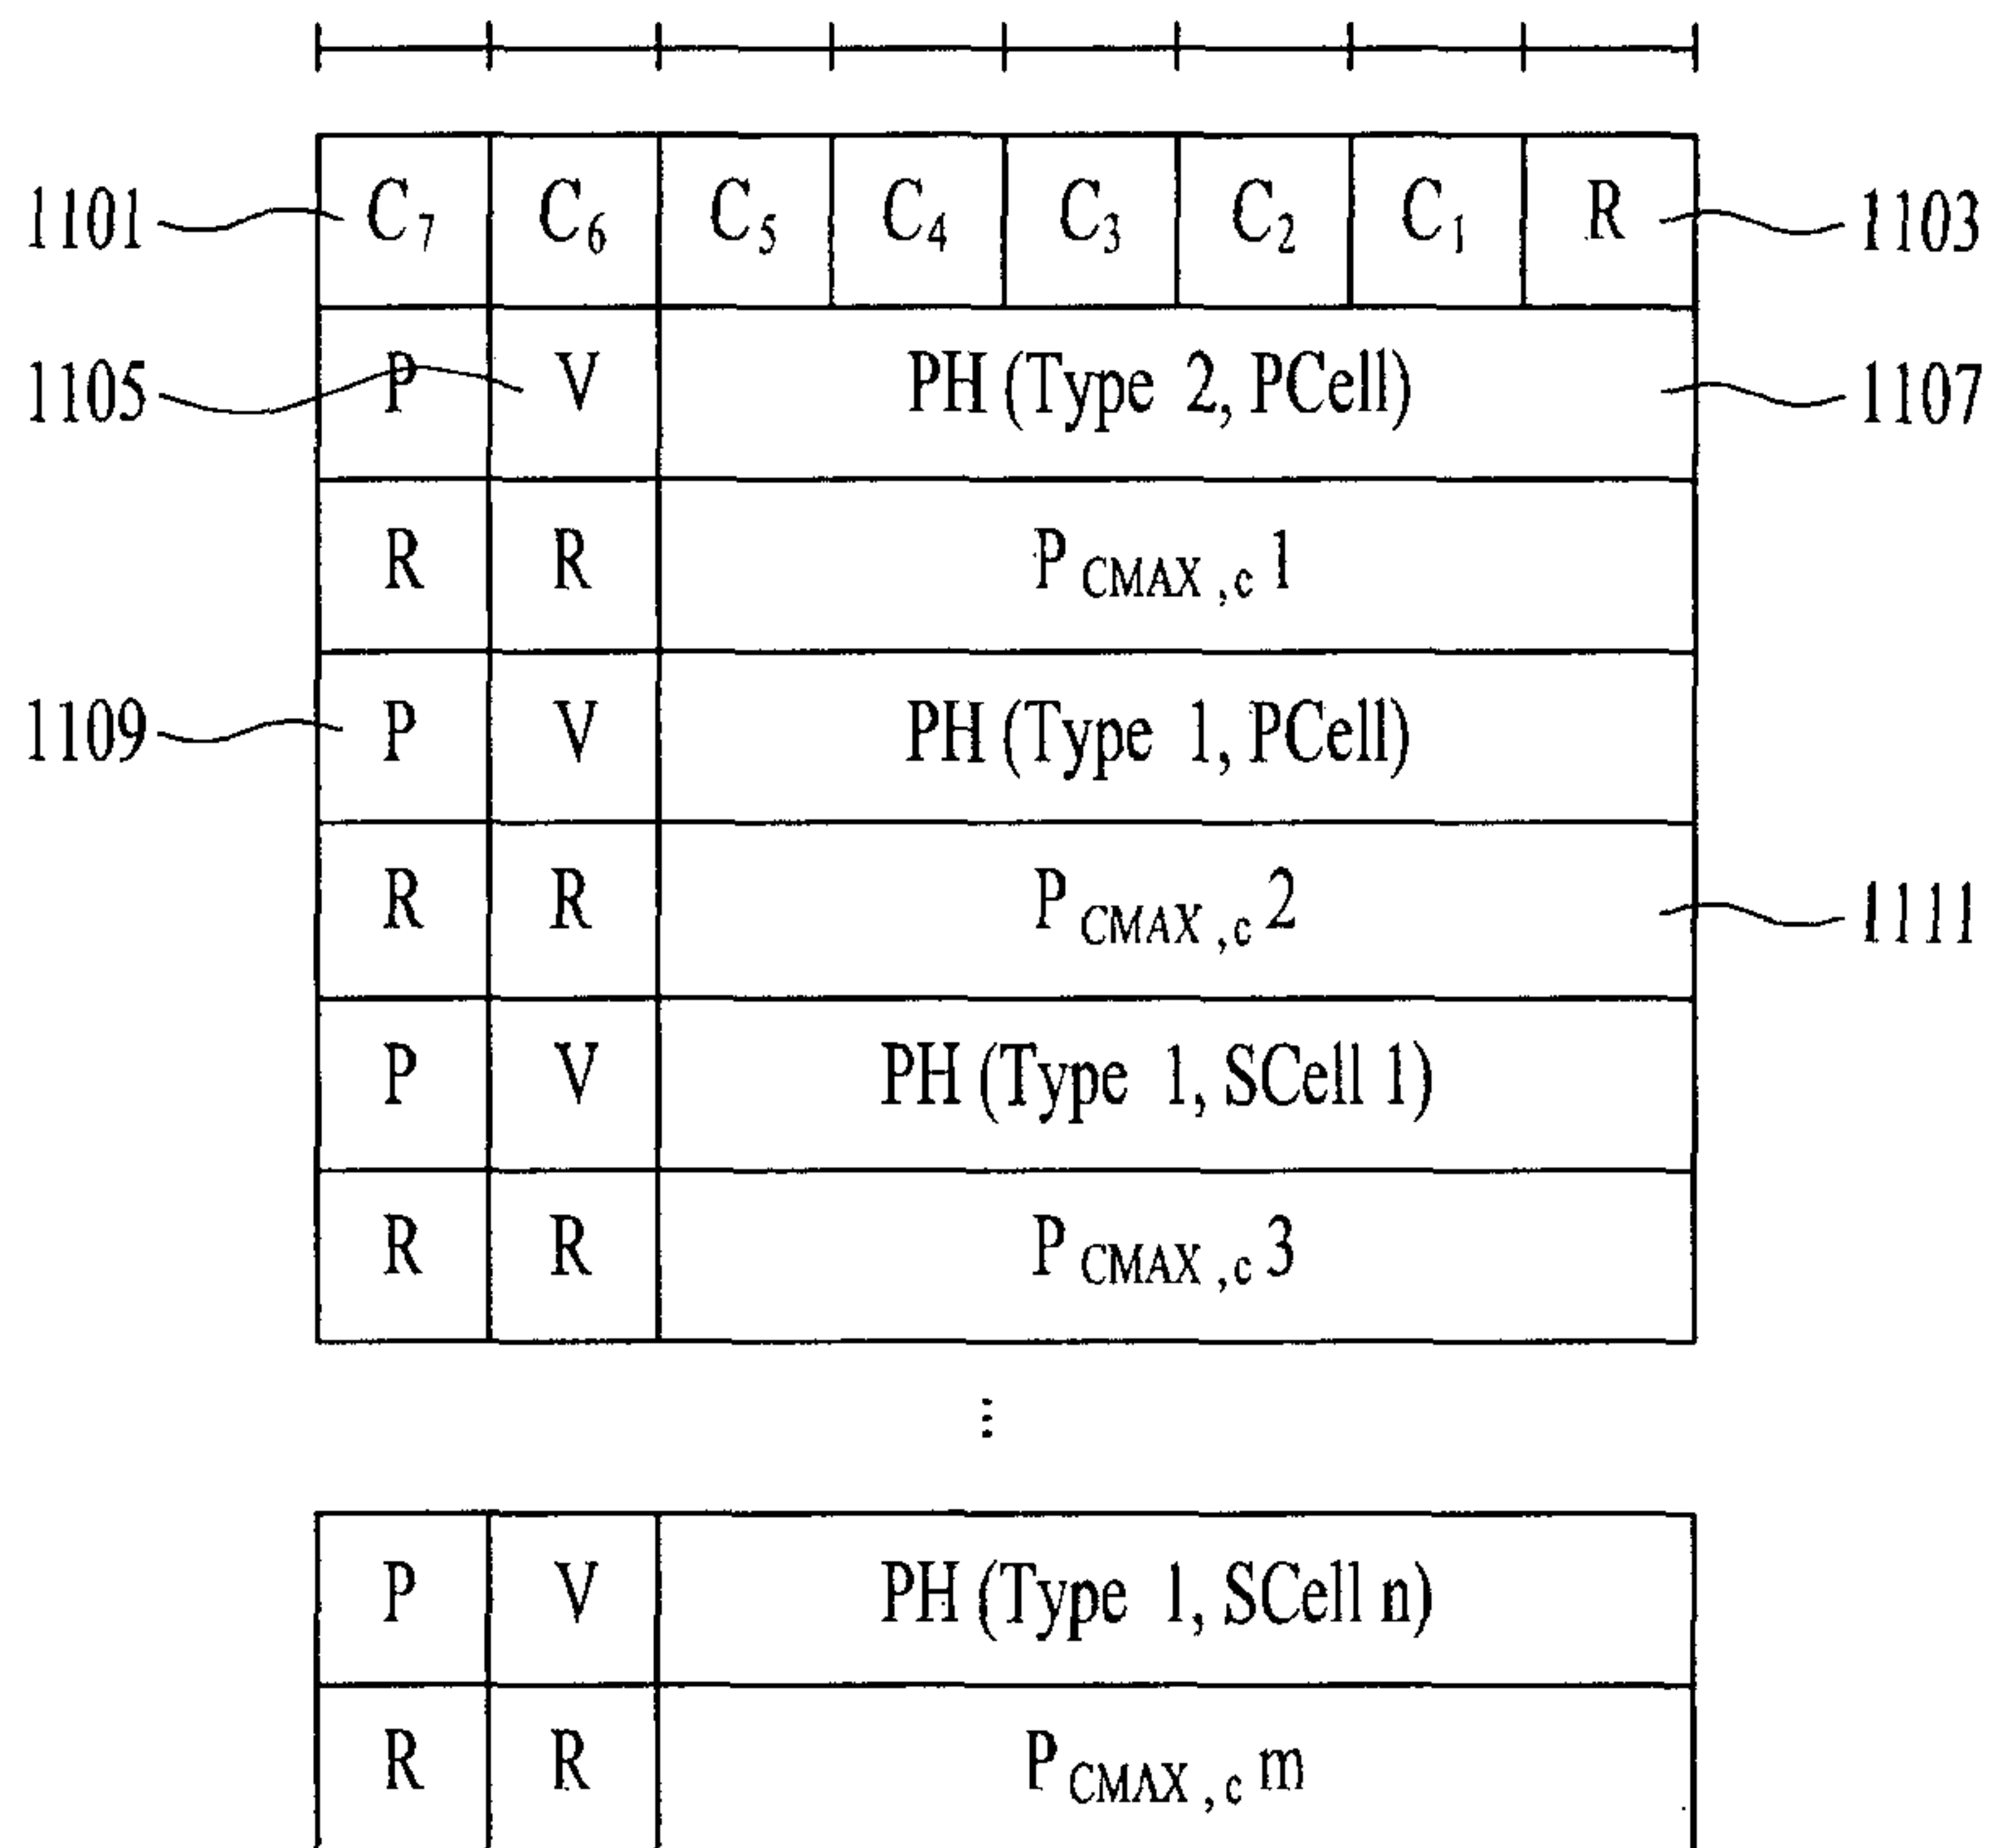 1101 C7 C6 C5 C4 C3 C2 C1 R 1103
1105 P V PH (Type 2, PCell) 1107
R R PCMAX,c 1
1109 P V PH (Type 1, PCell)
R R PCMAX,c 2 1111
P V PH (Type 1, SCell 1)
R R PCMAX,c 3
⋮
P V PH (Type 1, SCell n)
R R PCMAX,c m